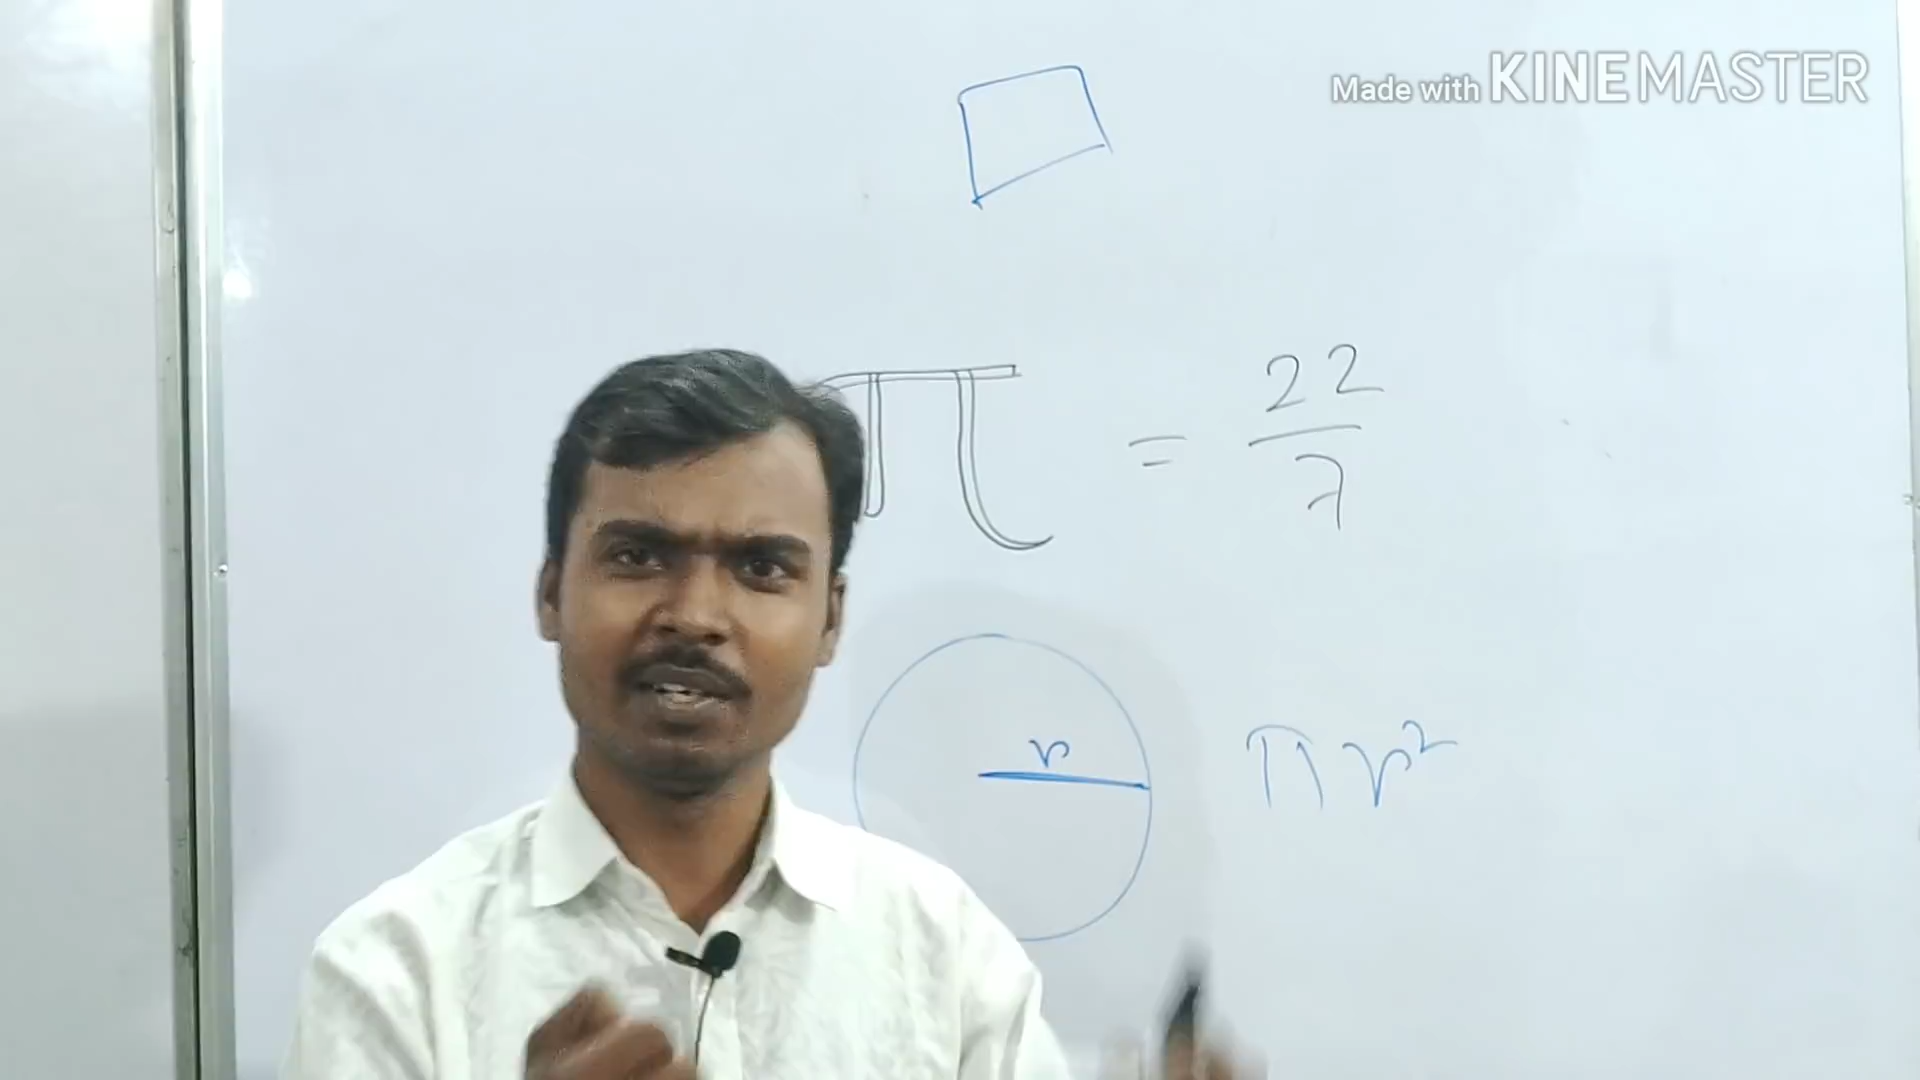 Made with KINEMASTER
π = 22/7
r
πr²